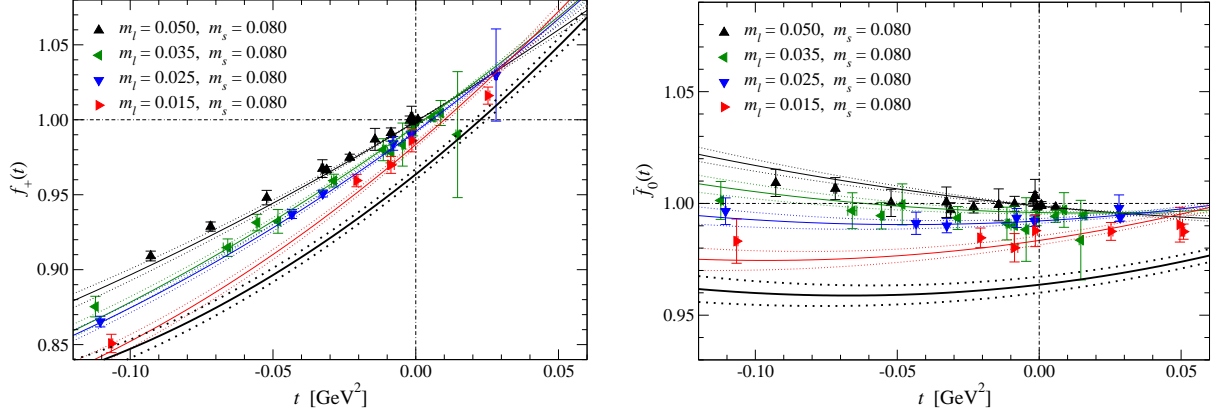 m_l = 0.050, m_s = 0.080
m_l = 0.035, m_s = 0.080
m_l = 0.025, m_s = 0.080
m_l = 0.015, m_s = 0.080
1.05
1.00
0.95
0.90
0.85
f_+(t)
-0.10 -0.05 0.00 0.05
t [GeV²]
m_l = 0.050, m_s = 0.080
m_l = 0.035, m_s = 0.080
m_l = 0.025, m_s = 0.080
m_l = 0.015, m_s = 0.080
1.05
1.00
0.95
f̄_0(t)
-0.10 -0.05 0.00 0.05
t [GeV²]